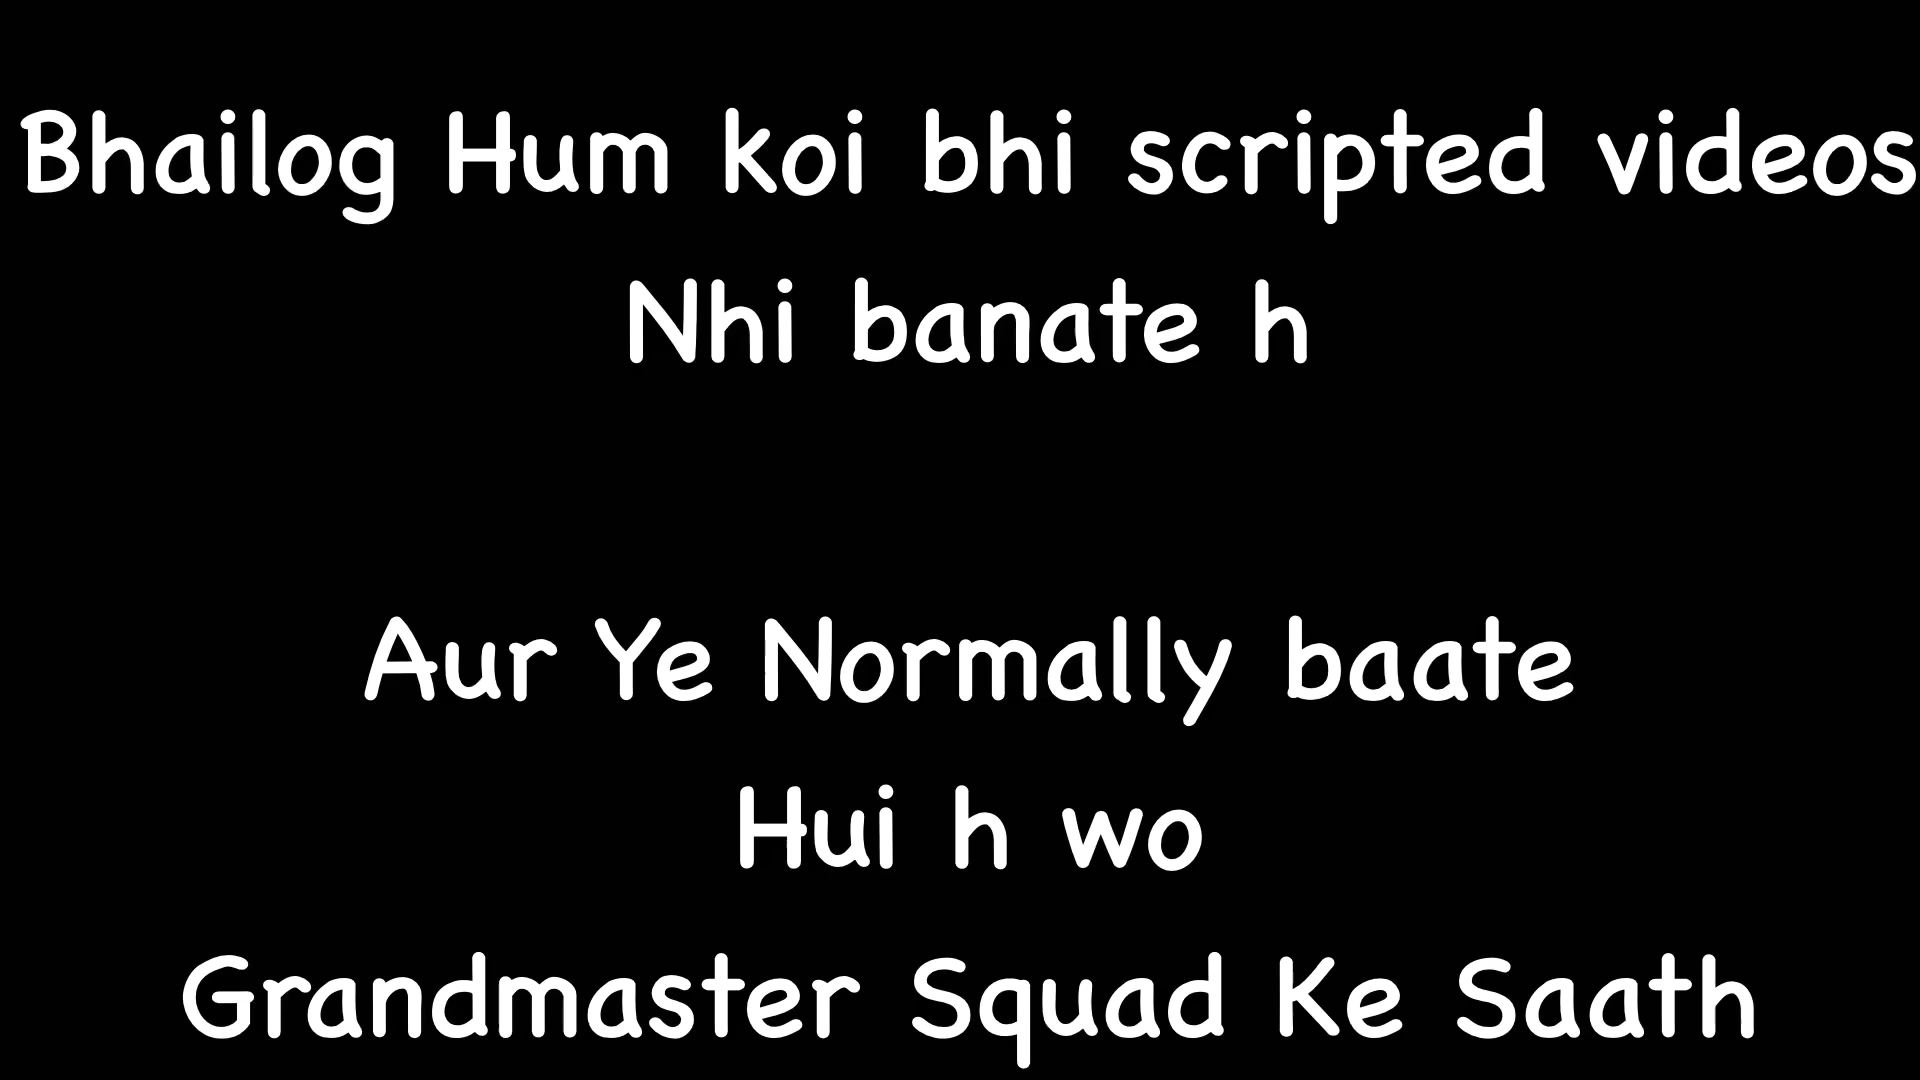 Bhailog Hum koi bhi scripted videos
Nhi banate h
Aur Ye Normally baate
Hui h wo
Grandmaster Squad Ke Saath